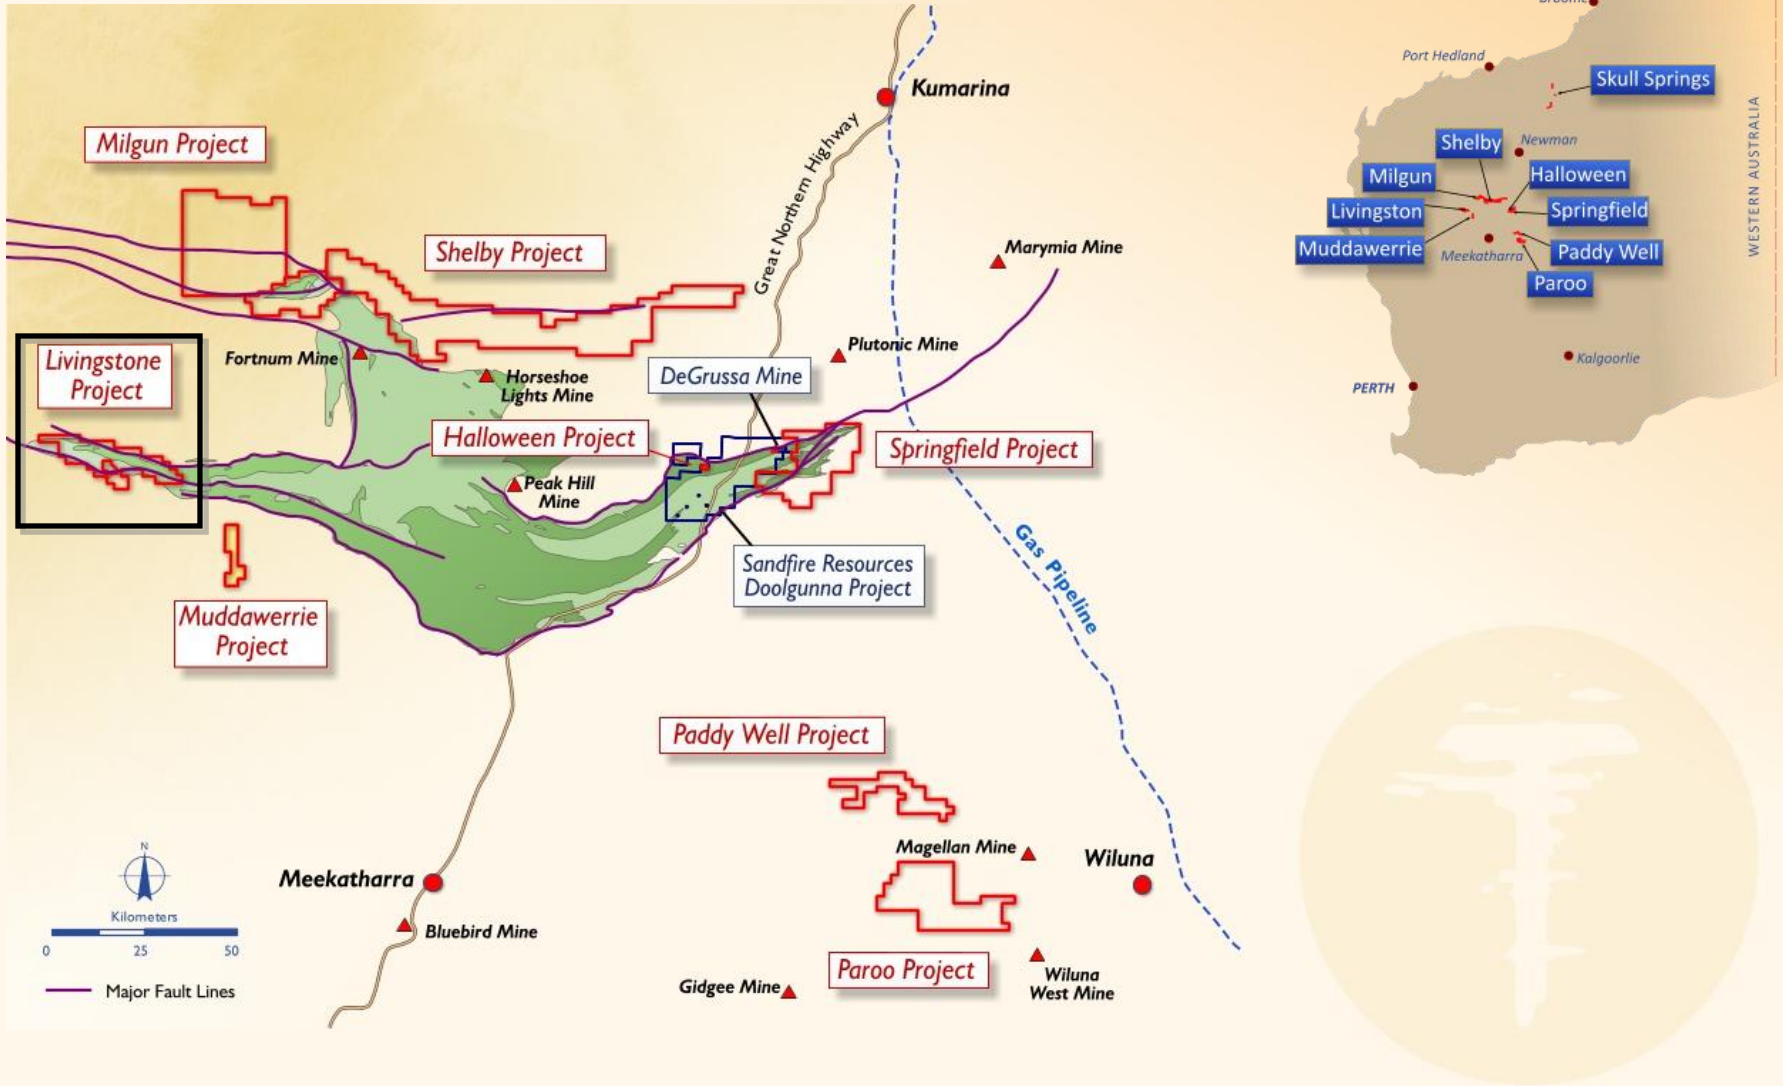 Kumarina
Great Northern Highway
Milgun Project
Shelby Project
Marymia Mine
Livingstone
Project
Fortnum Mine
Horseshoe
Lights Mine
DeGrussa Mine
Plutonic Mine
Halloween Project
Springfield Project
Peak Hill
Mine
Sandfire Resources
Doolgunna Project
Gas Pipeline
Muddawerrie
Project
Paddy Well Project
Magellan Mine
Wiluna
Meekatharra
Bluebird Mine
Paroo Project
Gidgee Mine
Wiluna
West Mine
N
Kilometers
0 25 50
Major Fault Lines
Broome
Port Hedland
Skull Springs
Shelby
Newman
Milgun
Halloween
Livingston
Springfield
Muddawerrie
Meekatharra
Paddy Well
Paroo
WESTERN AUSTRALIA
Kalgoorlie
PERTH